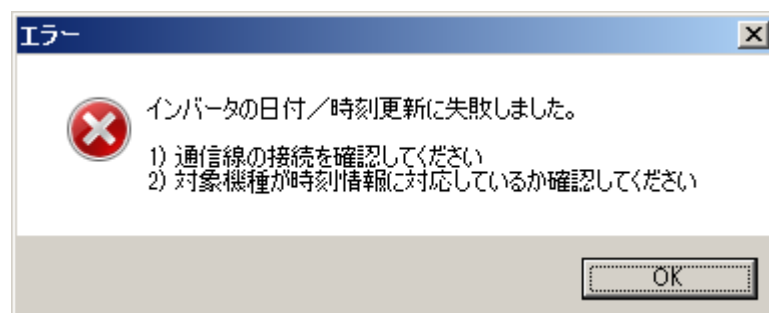 エラー
インバータの日付／時刻更新に失敗しました。
1) 通信線の接続を確認してください
2) 対象機種が時刻情報に対応しているか確認してください
OK